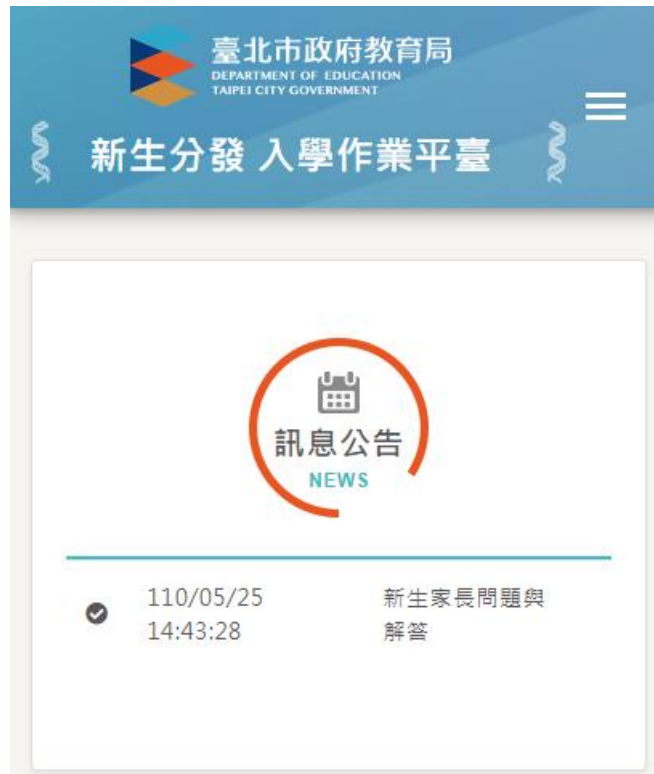 臺北市政府教育局
DEPARTMENT OF EDUCATION
TAIPEI CITY GOVERNMENT
新生分發 入學作業平臺
訊息公告
NEWS
110/05/25 新生家長問題與
14:43:28 解答